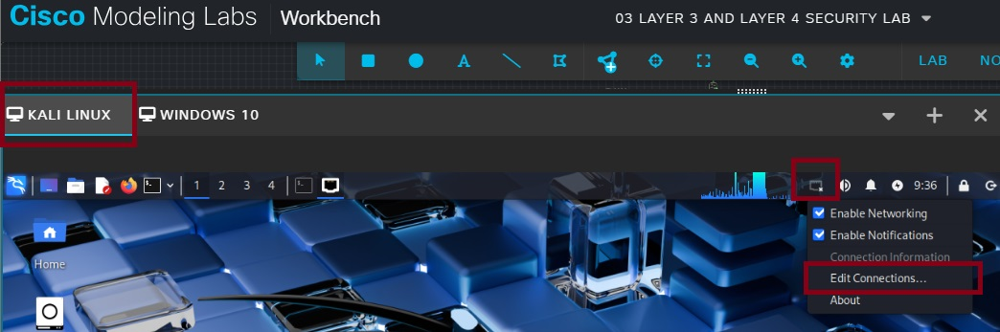 Cisco Modeling Labs Workbench 03 LAYER 3 AND LAYER 4 SECURITY LAB
A LAB NO
KALI LINUX WINDOWS 10
1 2 3 4 9:36
Enable Networking
Enable Notifications
Connection Information
Edit Connections...
About
Home